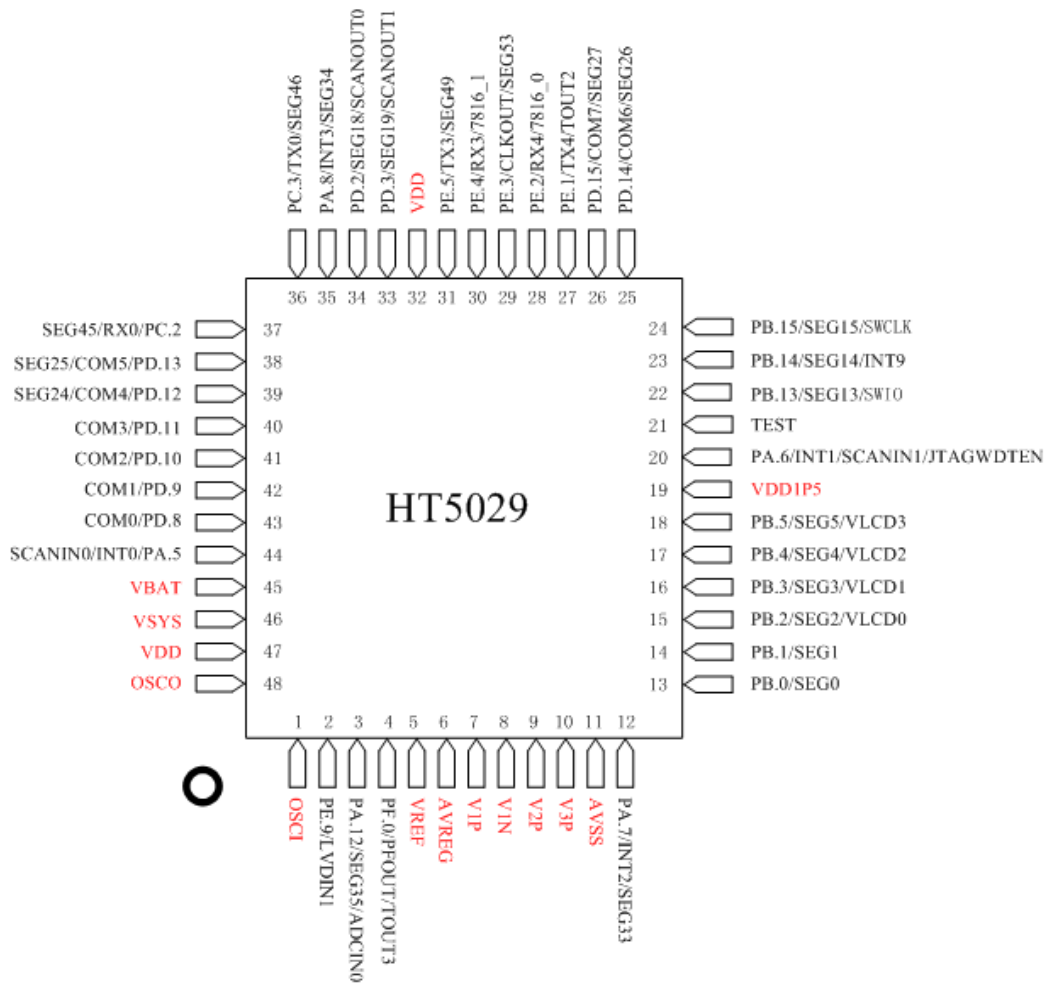 PC.3/TX0/SEG46
PA.8/INT3/SEG34
PD.2/SEG18/SCANOUT0
PD.3/SEG19/SCANOUT1
VDD
PE.5/TX3/SEG49
PE.4/RX3/7816_1
PE.3/CLKOUT/SEG53
PE.2/RX4/7816_0
PE.1/TX4/TOUT2
PD.15/COM7/SEG27
PD.14/COM6/SEG26
36 35 34 33 32 31 30 29 28 27 26 25
SEG45/RX0/PC.2 37
SEG25/COM5/PD.13 38
SEG24/COM4/PD.12 39
COM3/PD.11 40
COM2/PD.10 41
COM1/PD.9 42
COM0/PD.8 43
SCANIN0/INT0/PA.5 44
VBAT 45
VSYS 46
VDD 47
OSCO 48
HT5029
24 PB.15/SEG15/SWCLK
23 PB.14/SEG14/INT9
22 PB.13/SEG13/SWIO
21 TEST
20 PA.6/INT1/SCANIN1/JTAGWDTEN
19 VDD1P5
18 PB.5/SEG5/VLCD3
17 PB.4/SEG4/VLCD2
16 PB.3/SEG3/VLCD1
15 PB.2/SEG2/VLCD0
14 PB.1/SEG1
13 PB.0/SEG0
1 2 3 4 5 6 7 8 9 10 11 12
OSCI
PE.9/LVDIN1
PA.12/SEG35/ADCIN0
PF.0/PFOUT/TOUT3
VREF
AVREG
V1P
V1N
V2P
V3P
AVSS
PA.7/INT2/SEG33